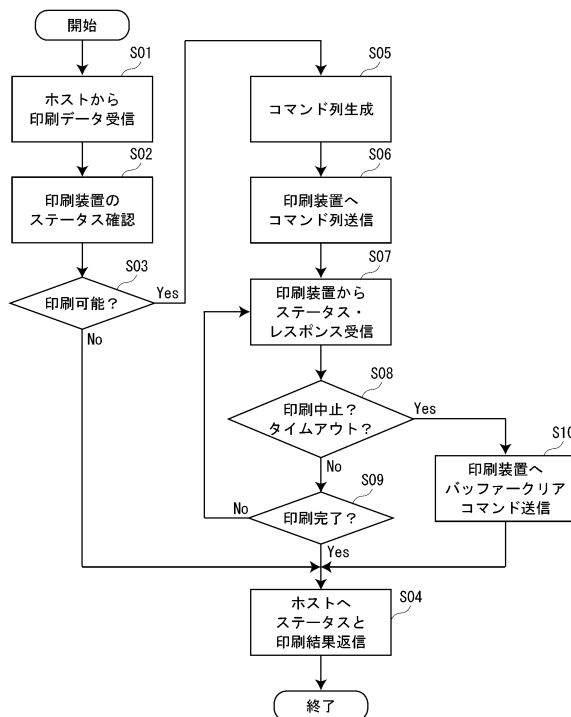 開始
S01
ホストから
印刷データ受信
S02
印刷装置の
ステータス確認
S03
印刷可能？
Yes
No
S05
コマンド列生成
S06
印刷装置へ
コマンド列送信
S07
印刷装置から
ステータス・
レスポンス受信
S08
印刷中止？
タイムアウト？
Yes
No
S10
印刷装置へ
バッファークリア
コマンド送信
S09
印刷完了？
No
Yes
S04
ホストへ
ステータスと
印刷結果返信
終了